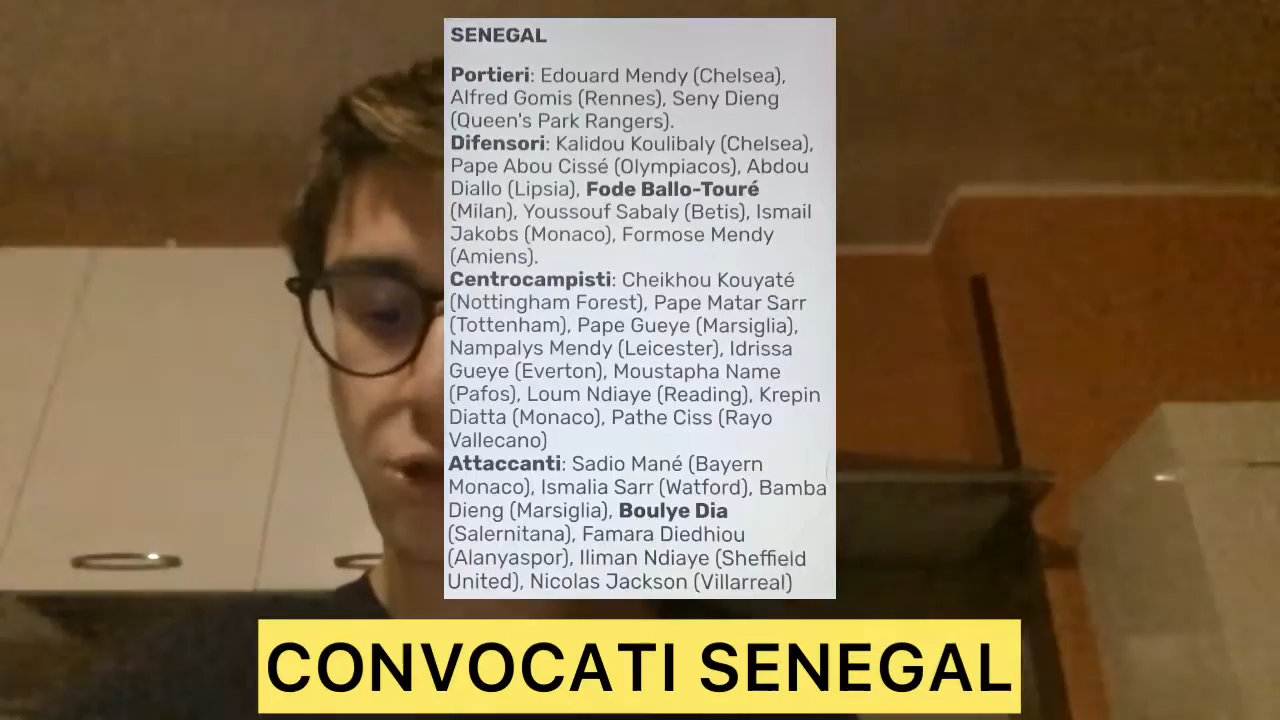 SENEGAL
Portieri: Edouard Mendy (Chelsea),
Alfred Gomis (Rennes), Seny Dieng
(Queen's Park Rangers).
Difensori: Kalidou Koulibaly (Chelsea),
Pape Abou Cissé (Olympiacos), Abdou
Diallo (Lipsia), Fode Ballo-Touré
(Milan), Youssouf Sabaly (Betis), Ismail
Jakobs (Monaco), Formose Mendy
(Amiens).
Centrocampisti: Cheikhou Kouyaté
(Nottingham Forest), Pape Matar Sarr
(Tottenham), Pape Gueye (Marsiglia),
Nampalys Mendy (Leicester), Idrissa
Gueye (Everton), Moustapha Name
(Pafos), Loum Ndiaye (Reading), Krepin
Diatta (Monaco), Pathe Ciss (Rayo
Vallecano)
Attaccanti: Sadio Mané (Bayern
Monaco), Ismalia Sarr (Watford), Bamba
Dieng (Marsiglia), Boulye Dia
(Salernitana), Famara Diedhiou
(Alanyaspor), Iliman Ndiaye (Sheffield
United), Nicolas Jackson (Villarreal)
CONVOCATI SENEGAL